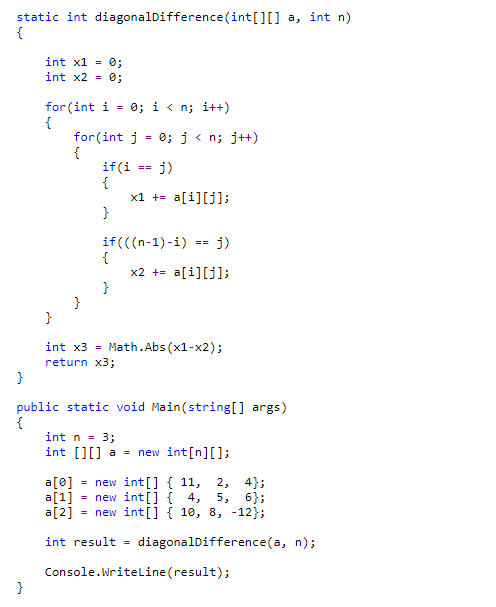 static int diagonalDifference(int[][] a, int n)
{
int x1 = 0;
int x2 = 0;
for(int i = 0; i < n; i++)
{
for(int j = 0; j < n; j++)
{
if(i == j)
{
x1 += a[i][j];
}
if(((n-1)-i) == j)
{
x2 += a[i][j];
}
}
}
int x3 = Math.Abs(x1-x2);
return x3;
}
public static void Main(string[] args)
{
int n = 3;
int [][] a = new int[n][];
a[0] = new int[] { 11, 2, 4};
a[1] = new int[] { 4, 5, 6};
a[2] = new int[] { 10, 8, -12};
int result = diagonalDifference(a, n);
Console.WriteLine(result);
}